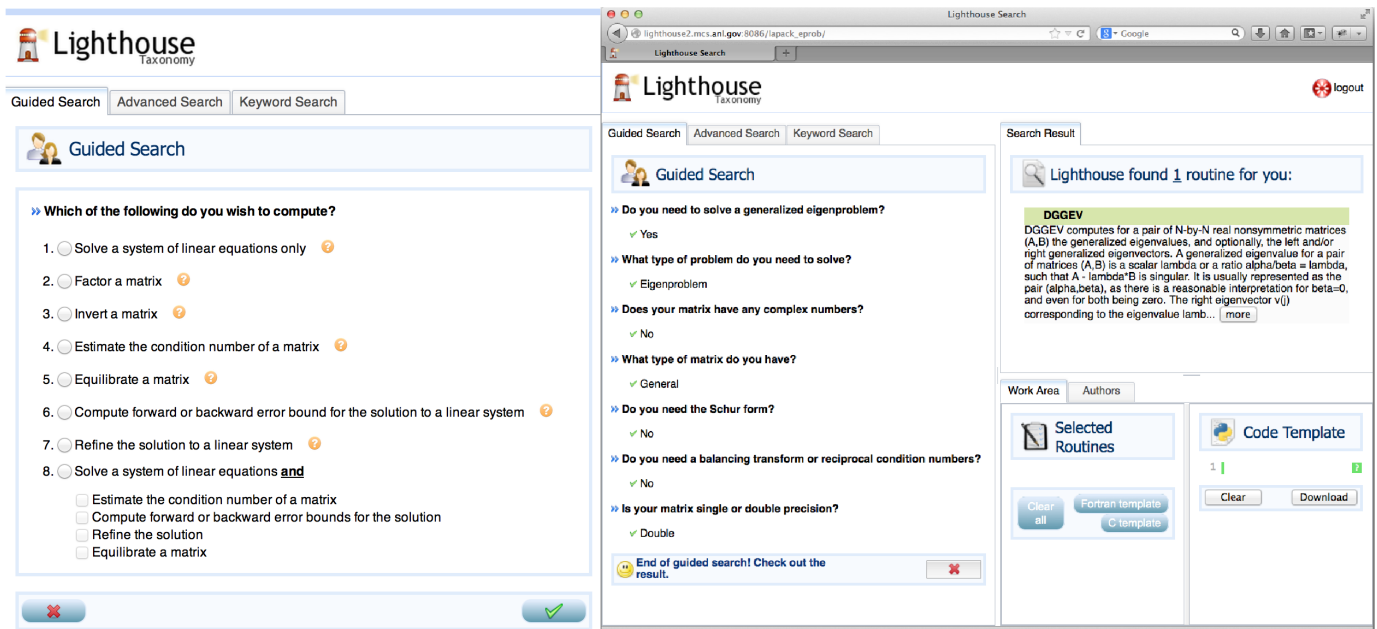 Lighthouse
Taxonomy
Guided Search
Advanced Search
Keyword Search
Guided Search
» Which of the following do you wish to compute?
1. Solve a system of linear equations only ?
2. Factor a matrix ?
3. Invert a matrix ?
4. Estimate the condition number of a matrix ?
5. Equilibrate a matrix ?
6. Compute forward or backward error bound for the solution to a linear system ?
7. Refine the solution to a linear system ?
8. Solve a system of linear equations and
Estimate the condition number of a matrix
Compute forward or backward error bounds for the solution
Refine the solution
Equilibrate a matrix
Lighthouse Search
lighthouse2.mcs.anl.gov:8086/lapack_eprob/
Google
Lighthouse Search
+
Lighthouse
Taxonomy
logout
Guided Search
Advanced Search
Keyword Search
Guided Search
» Do you need to solve a generalized eigenproblem?
Yes
» What type of problem do you need to solve?
Eigenproblem
» Does your matrix have any complex numbers?
No
» What type of matrix do you have?
General
» Do you need the Schur form?
No
» Do you need a balancing transform or reciprocal condition numbers?
No
» Is your matrix single or double precision?
Double
End of guided search! Check out the
result.
Search Result
Lighthouse found 1 routine for you:
DGGEV
DGGEV computes for a pair of N-by-N real nonsymmetric matrices
(A,B) the generalized eigenvalues, and optionally, the left and/or
right generalized eigenvectors. A generalized eigenvalue for a pair
of matrices (A,B) is a scalar lambda or a ratio alpha/beta = lambda,
such that A - lambda*B is singular. It is usually represented as the
pair (alpha,beta), as there is a reasonable interpretation for beta=0,
and even for both being zero. The right eigenvector v(j)
corresponding to the eigenvalue lamb... more
Work Area
Authors
Selected
Routines
Clear
all
Fortran template
C template
Code Template
1
?
Clear
Download